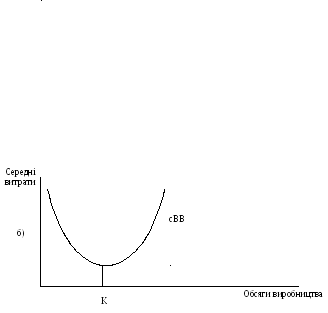 Середні
витрати
сВВ
б)
Обсяги виробництва
К